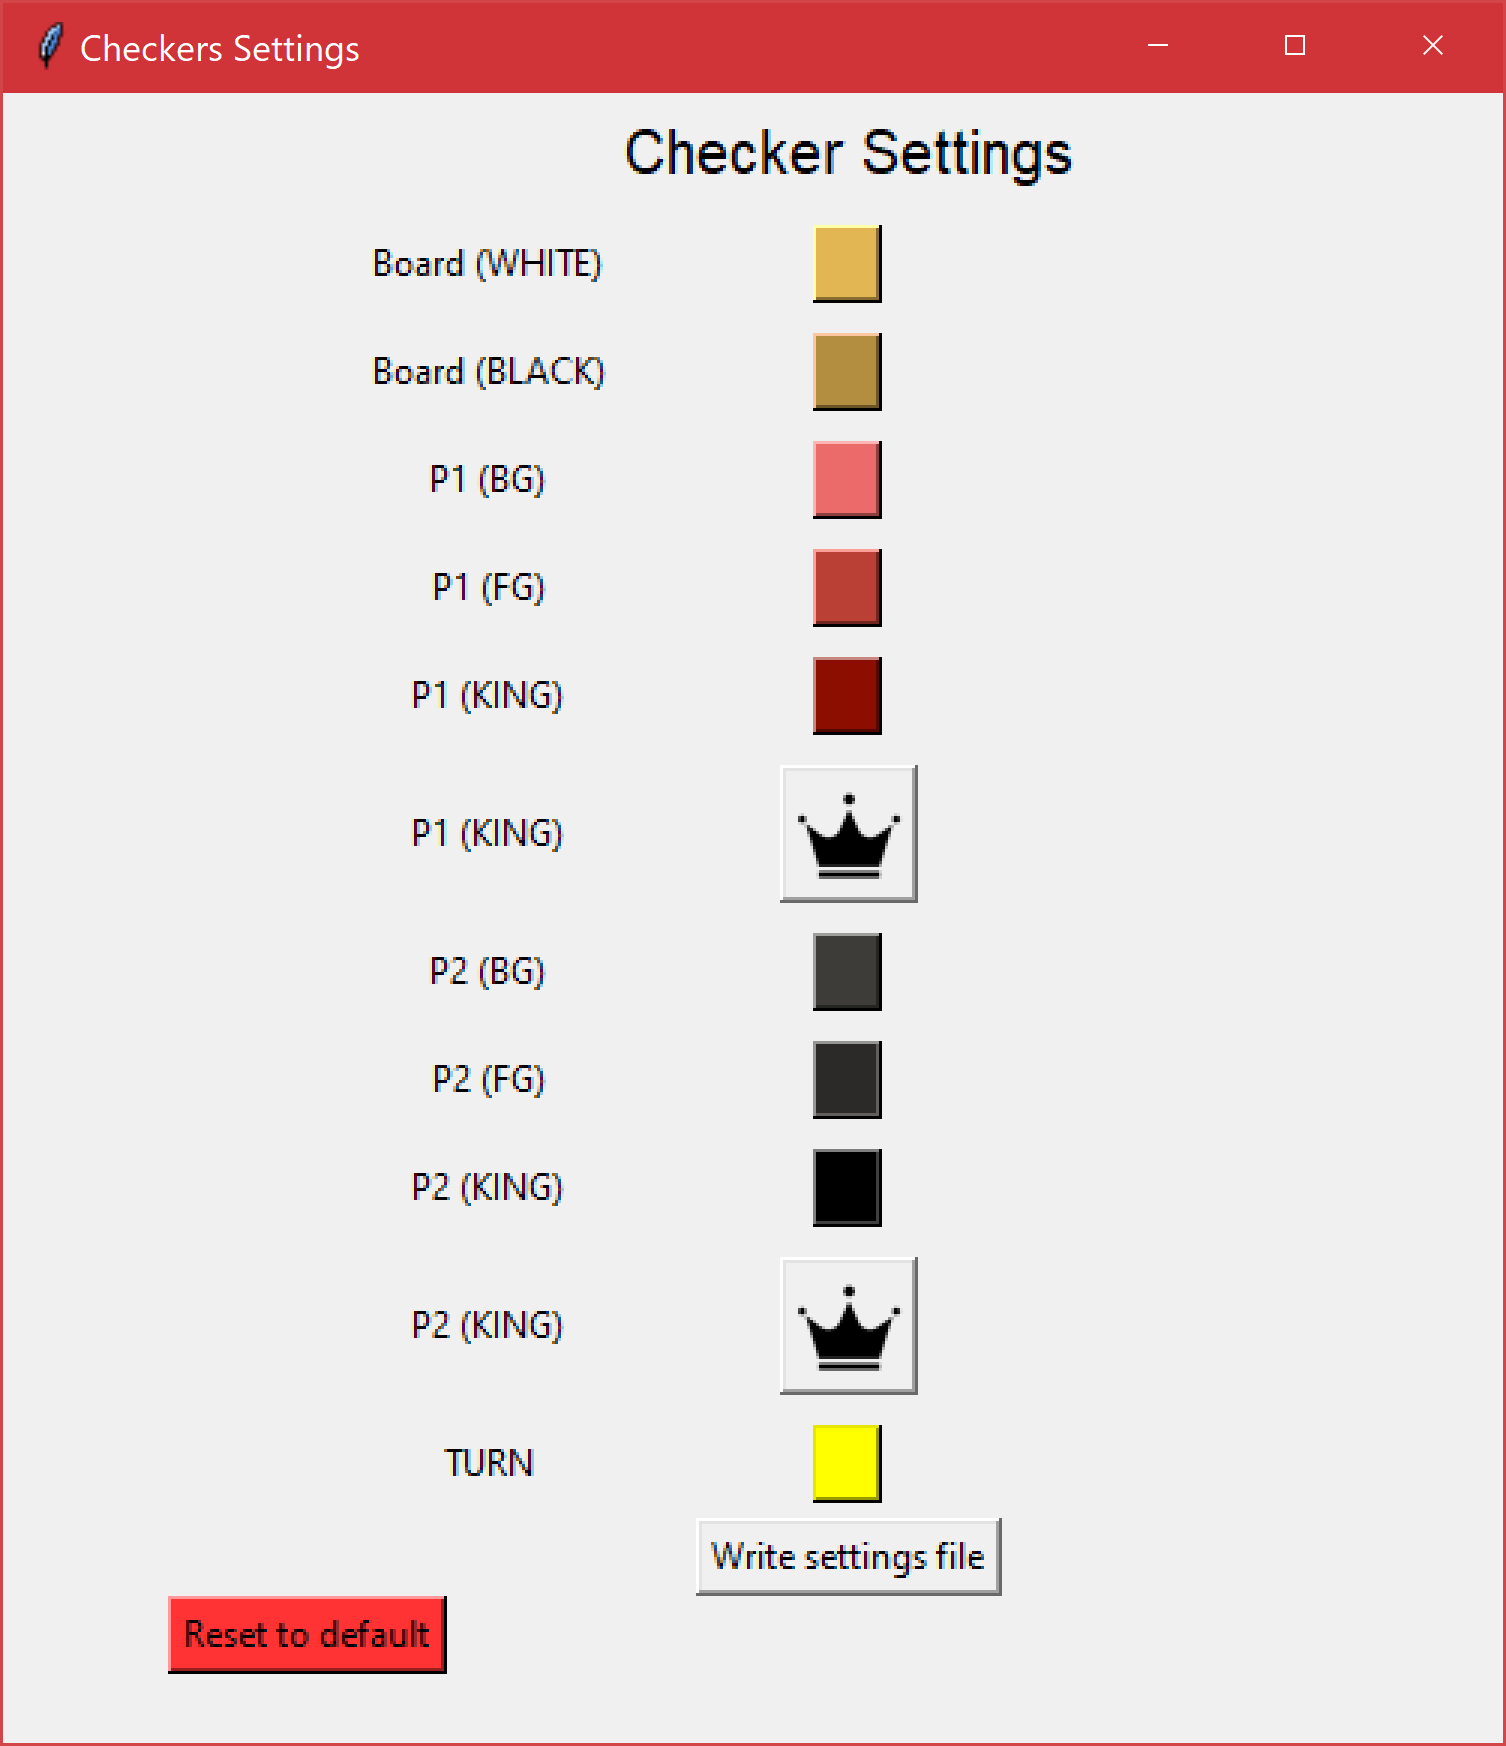 Checkers Settings
Checker Settings
Board (WHITE)
Board (BLACK)
P1 (BG)
P1 (FG)
P1 (KING)
P1 (KING)
P2 (BG)
P2 (FG)
P2 (KING)
P2 (KING)
TURN
Write settings file
Reset to default